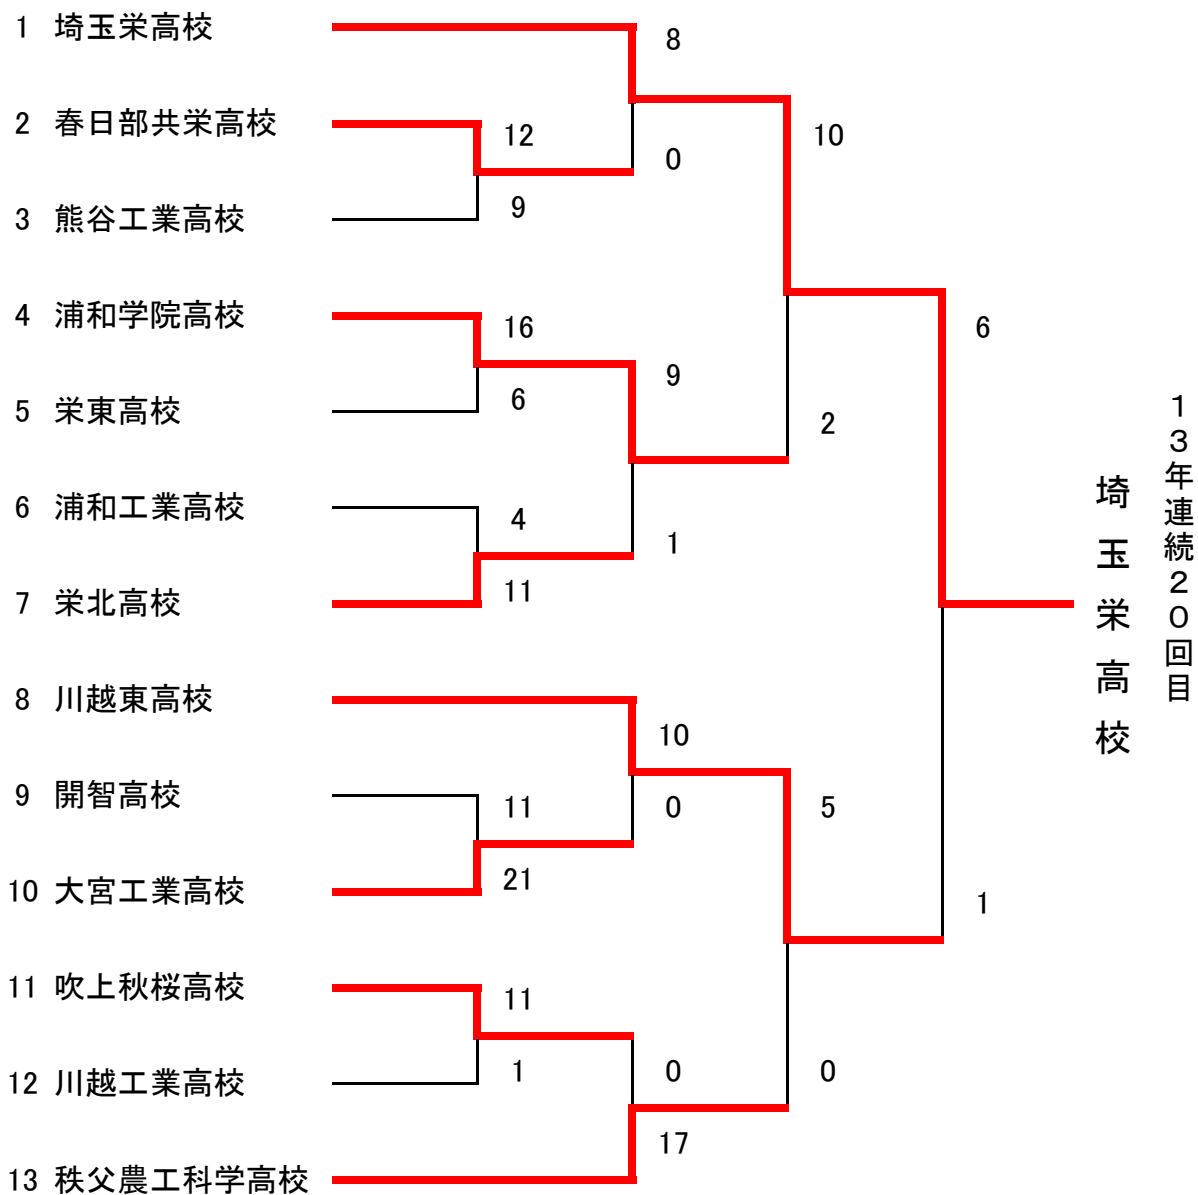 1 埼玉栄高校
8
2 春日部共栄高校
12
10
0
3 熊谷工業高校
9
4 浦和学院高校
16
6
9
5 栄東高校
6
2
6 浦和工業高校
4
1
7 栄北高校
11
8 川越東高校
10
9 開智高校
11
0
5
10 大宮工業高校
21
1
11 吹上秋桜高校
11
12 川越工業高校
1
0
0
17
13 秩父農工科学高校
埼玉栄高校
13年連続20回目